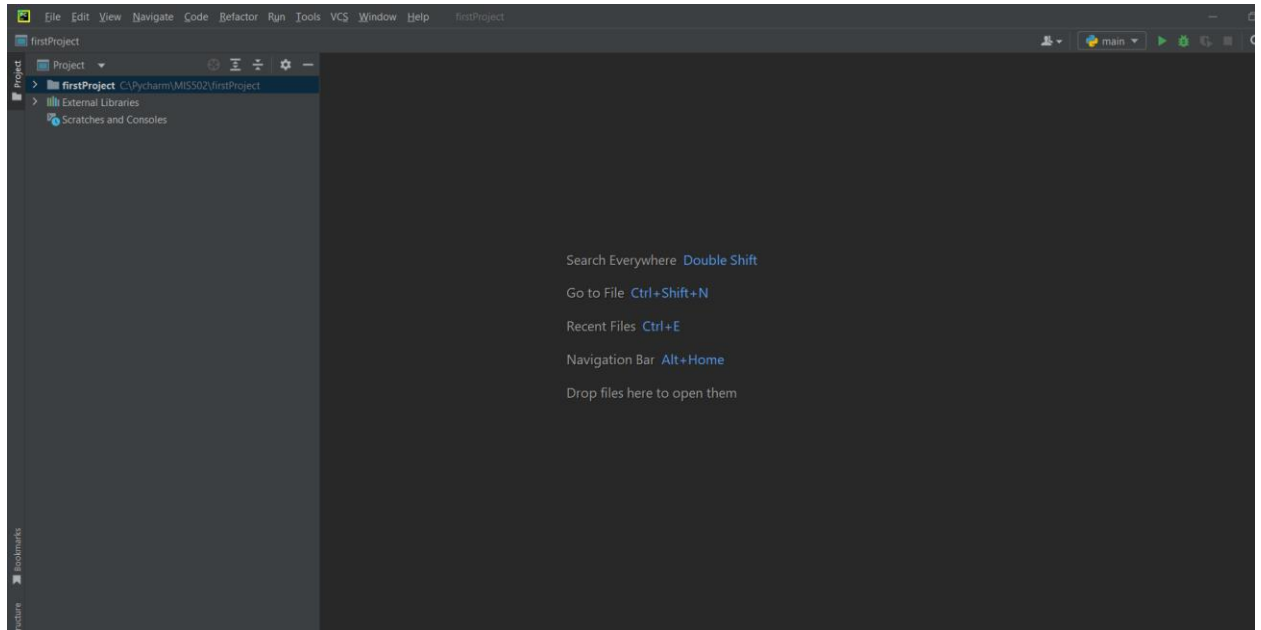 File Edit View Navigate Code Refactor Run Tools VCS Window Help firstProject
firstProject
main
Project
Project
firstProject C:\Pycharm\MIS502\firstProject
External Libraries
Scratches and Consoles
Search Everywhere Double Shift
Go to File Ctrl+Shift+N
Recent Files Ctrl+E
Navigation Bar Alt+Home
Drop files here to open them
Bookmarks
ructure